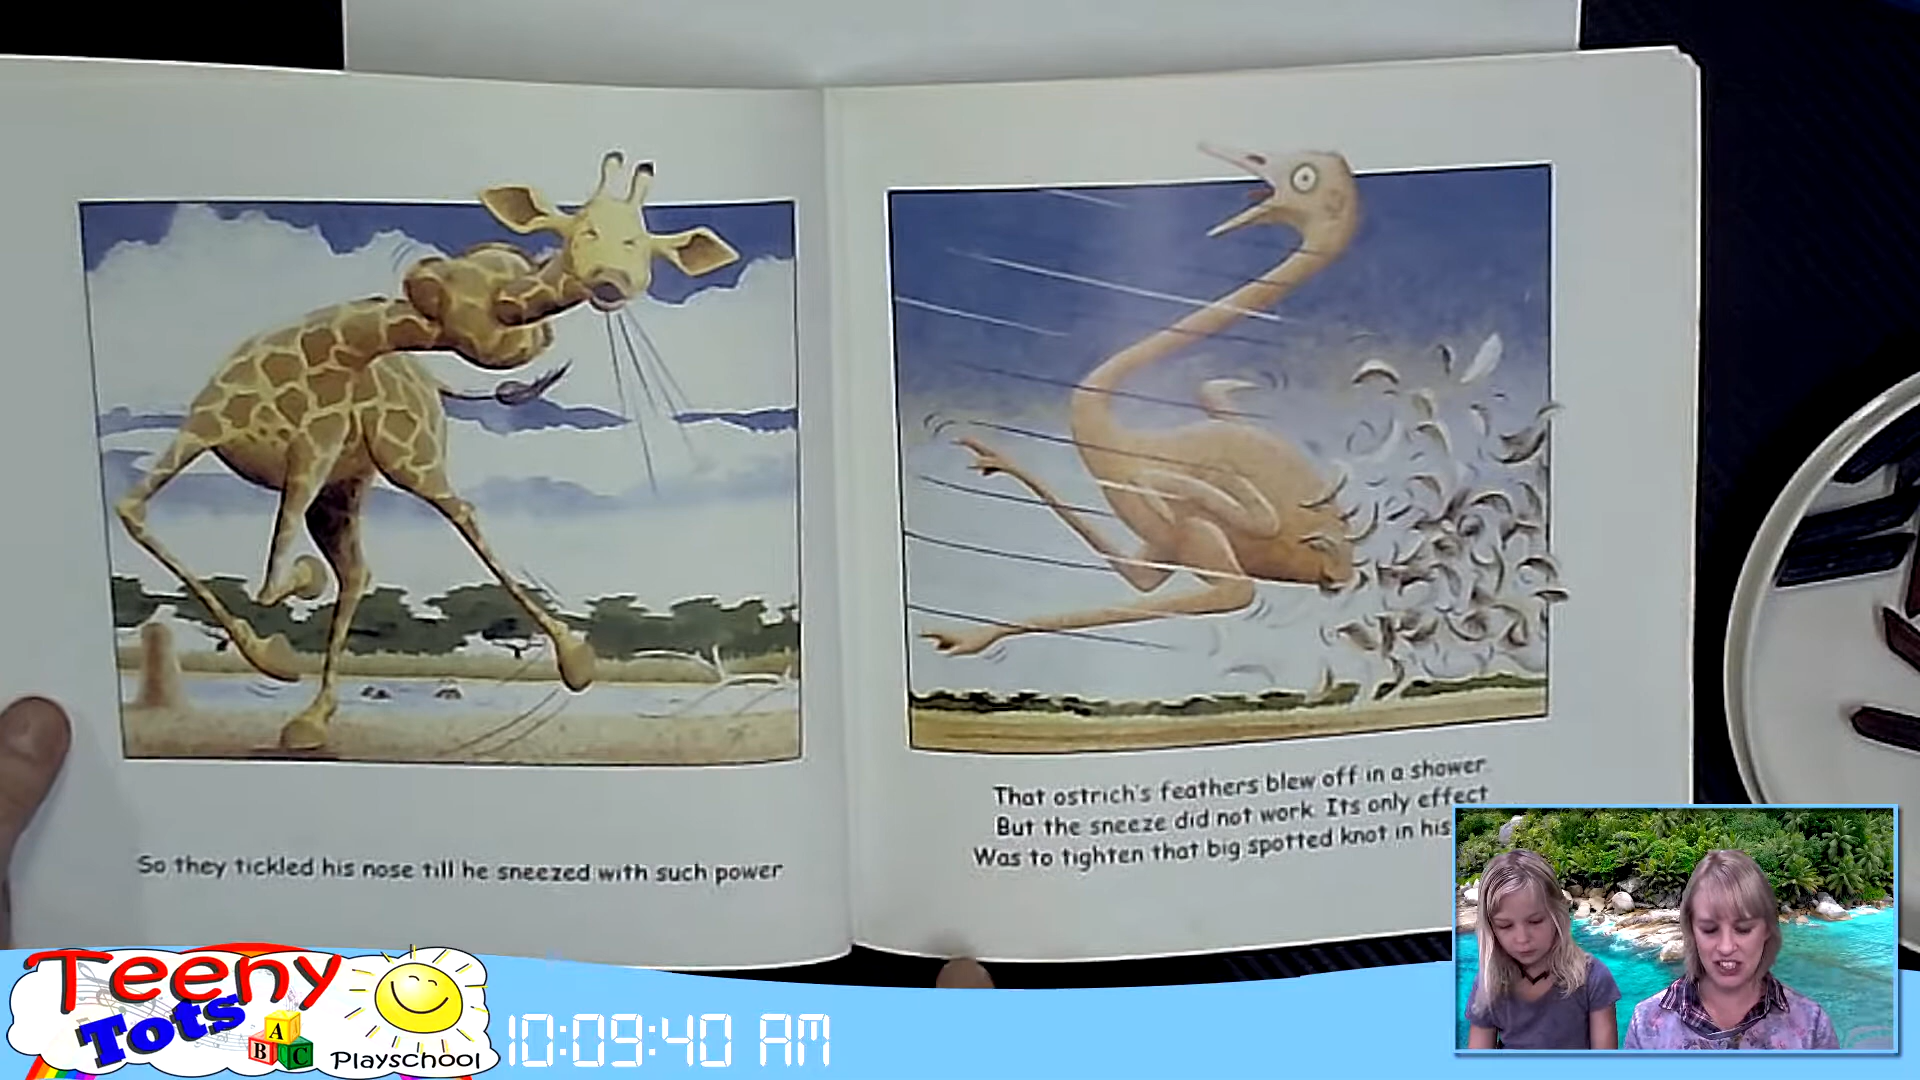 So they tickled his nose till he sneezed with such power
That ostrich's feathers blew off in a shower.
But the sneeze did not work. Its only effect
Was to tighten that big spotted knot in his
Teeny
Tots
A
B C
Playschool
10:09:40 AM